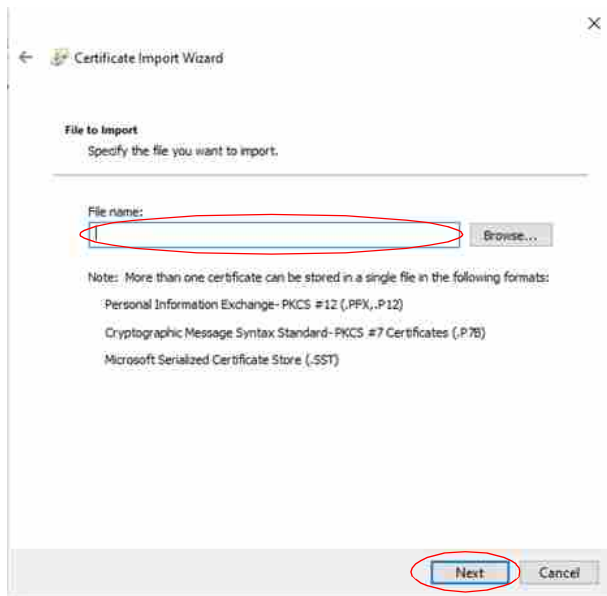 Certificate Import Wizard
File to Import
Specify the file you want to import.
File name:
Browse...
Note: More than one certificate can be stored in a single file in the following formats:
Personal Information Exchange- PKCS #12 (.PFX,.P12)
Cryptographic Message Syntax Standard- PKCS #7 Certificates (.P7B)
Microsoft Serialized Certificate Store (.SST)
Next Cancel